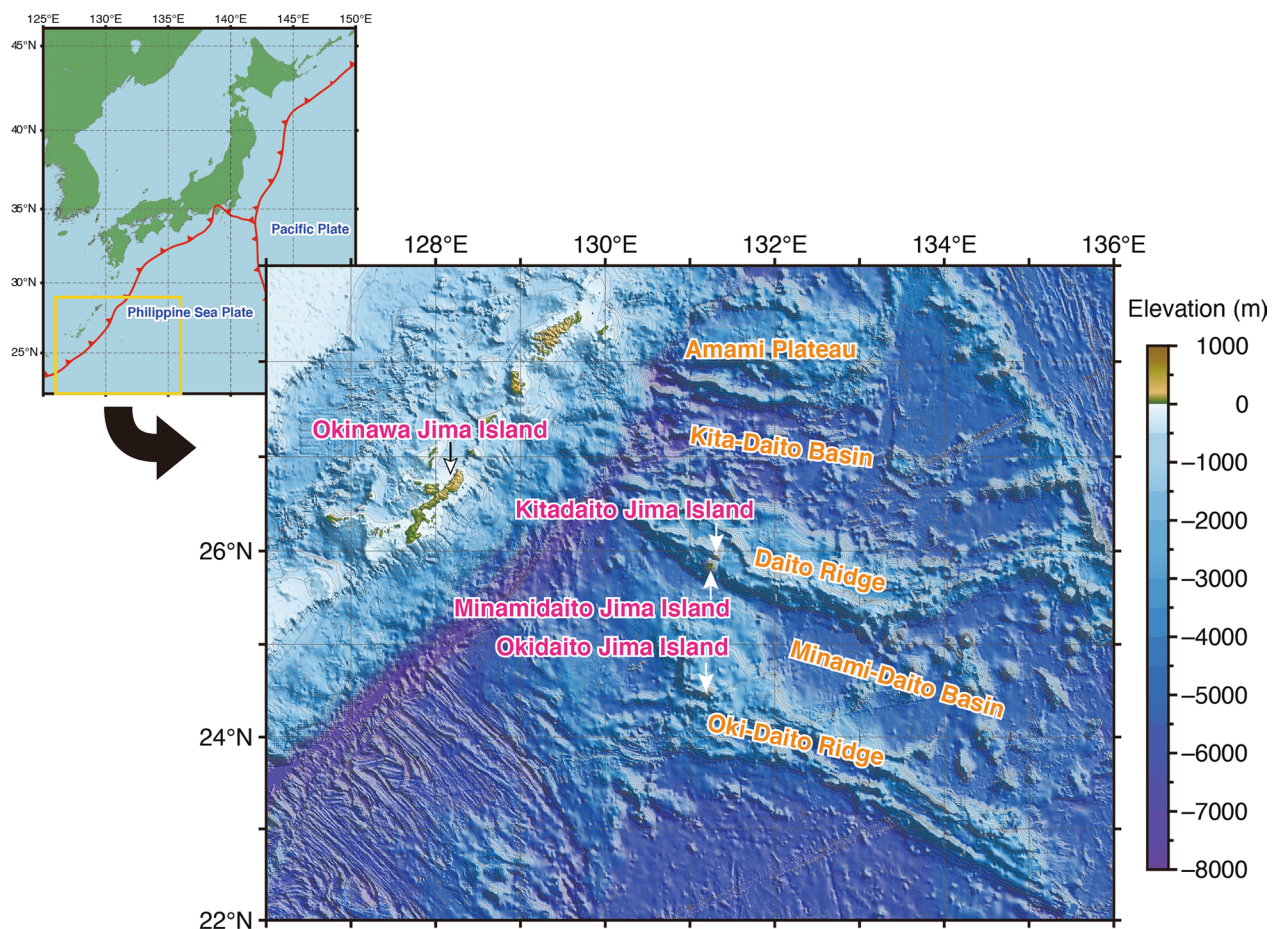 125°E 130°E 135°E 140°E 145°E 150°E
45°N
40°N
35°N
30°N
25°N
Pacific Plate
Philippine Sea Plate
128°E 130°E 132°E 134°E 136°E
26°N
24°N
22°N
Amami Plateau
Okinawa Jima Island
Kita-Daito Basin
Kitadaito Jima Island
Daito Ridge
Minamidaito Jima Island
Okidaito Jima Island
Minami-Daito Basin
Oki-Daito Ridge
Elevation (m)
1000
0
−1000
−2000
−3000
−4000
−5000
−6000
−7000
−8000